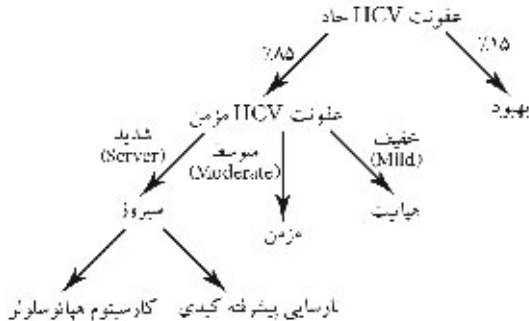 عفونت HCV حاد
٪۸۵
٪۱۵
عفونت HCV مزمن
بهبود
شدید
(Server)
متوسط
(Moderate)
خفیف
(Mild)
سیروز
مزمن
هپاتیت
کارسینوم هپاتوسلولر
نارسایی پیشرفته کبدی